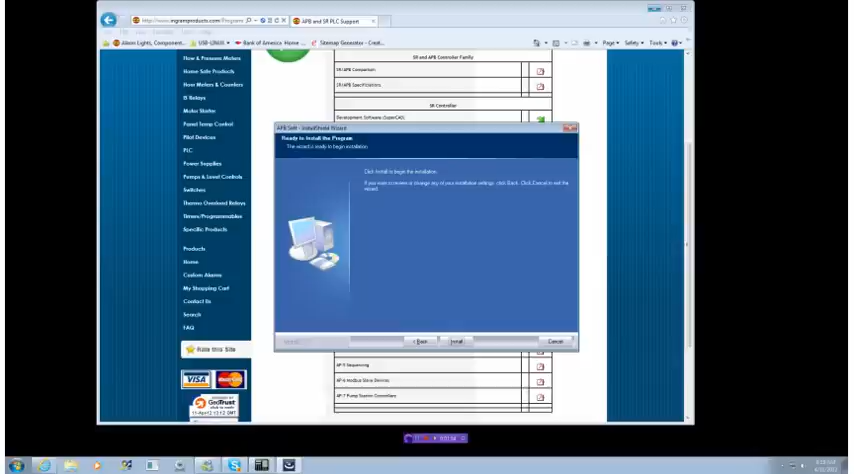 http://www.ingramproducts.com/Program
APB and SR PLC Support
Akorn Lights, Component...
Bank of America Home ...
Sitemap Generator - Creat...
Page
Safety
Tools
Flow & Pressure Meters
Home Safe Products
Hour Meters & Counters
El Relays
Motor Starter
Panel Temp Control
Pilot Devices
PLC
Power Supplies
Pumps & Level Controls
Switches
Thermo Overload Relays
Timers/Programmables
Specific Products
Products
Home
Custom Alarms
My Shopping Cart
Contact Us
Search
FAQ
Rate this Site
VISA
MasterCard
GeoTrust
click to verify
SR and APB Controller Family
SR/APB Comparison
SR/APB Specifications
SR Controller
Development Software (SuperCAD)
APB Soft - InstallShield Wizard
Ready to Install the Program
The wizard is ready to begin installation.
Click Install to begin the installation.
If you want to review or change any of your installation settings, click Back. Click Cancel to exit the
wizard.
< Back
Install
Cancel
AP-5 Sequencing
AP-6 Modbus Slave Devices
AP-7 Pump Station Controllers